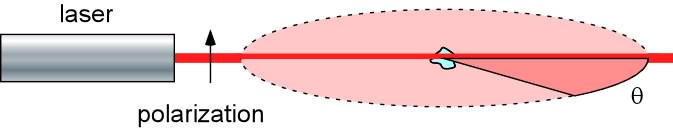 laser
polarization
θ